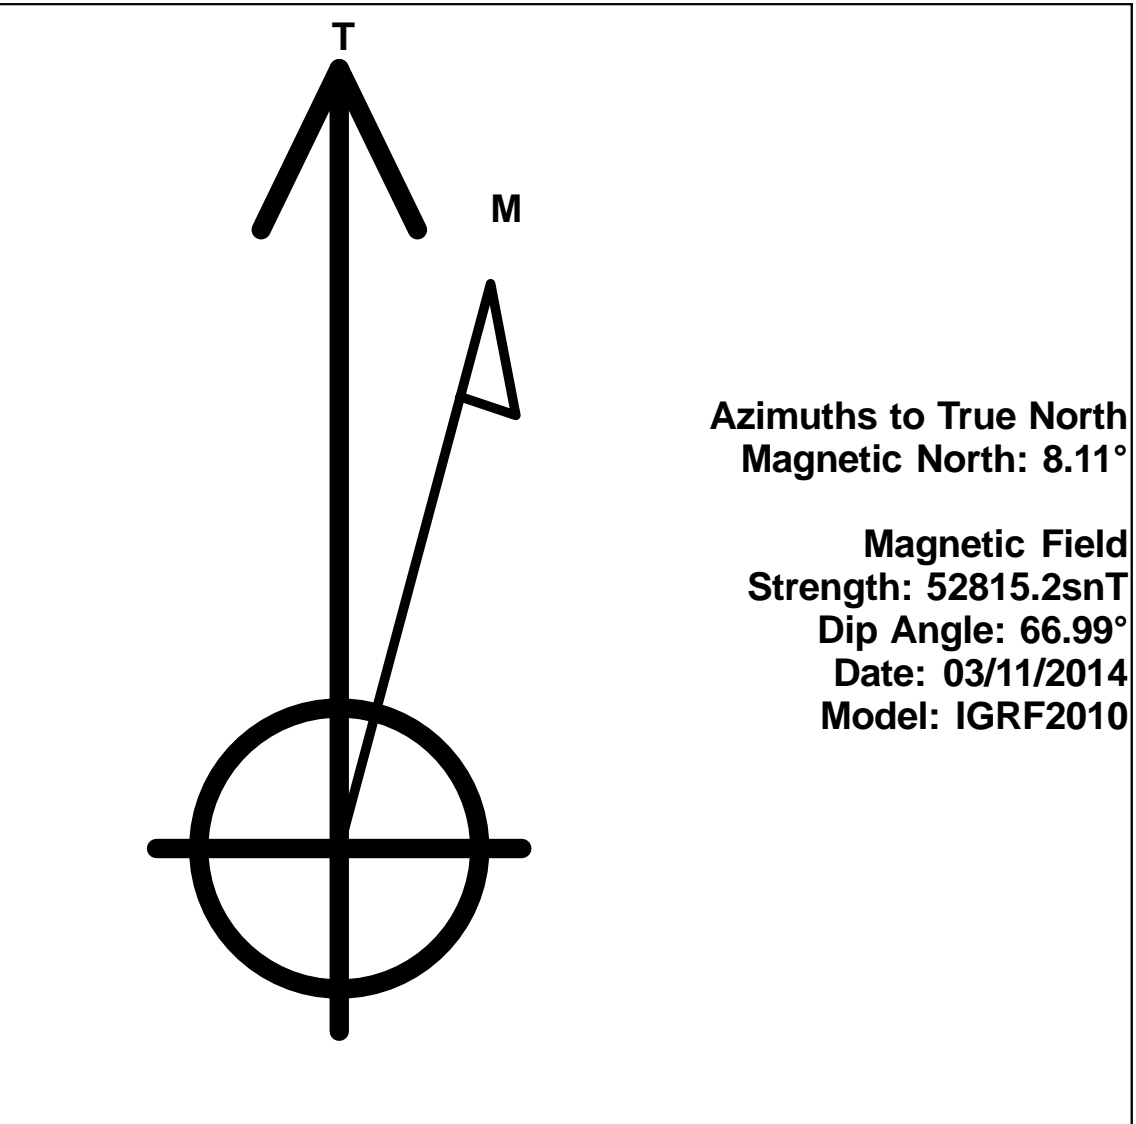 T
M
Azimuths to True North
Magnetic North: 8.11°
Magnetic Field
Strength: 52815.2snT
Dip Angle: 66.99°
Date: 03/11/2014
Model: IGRF2010